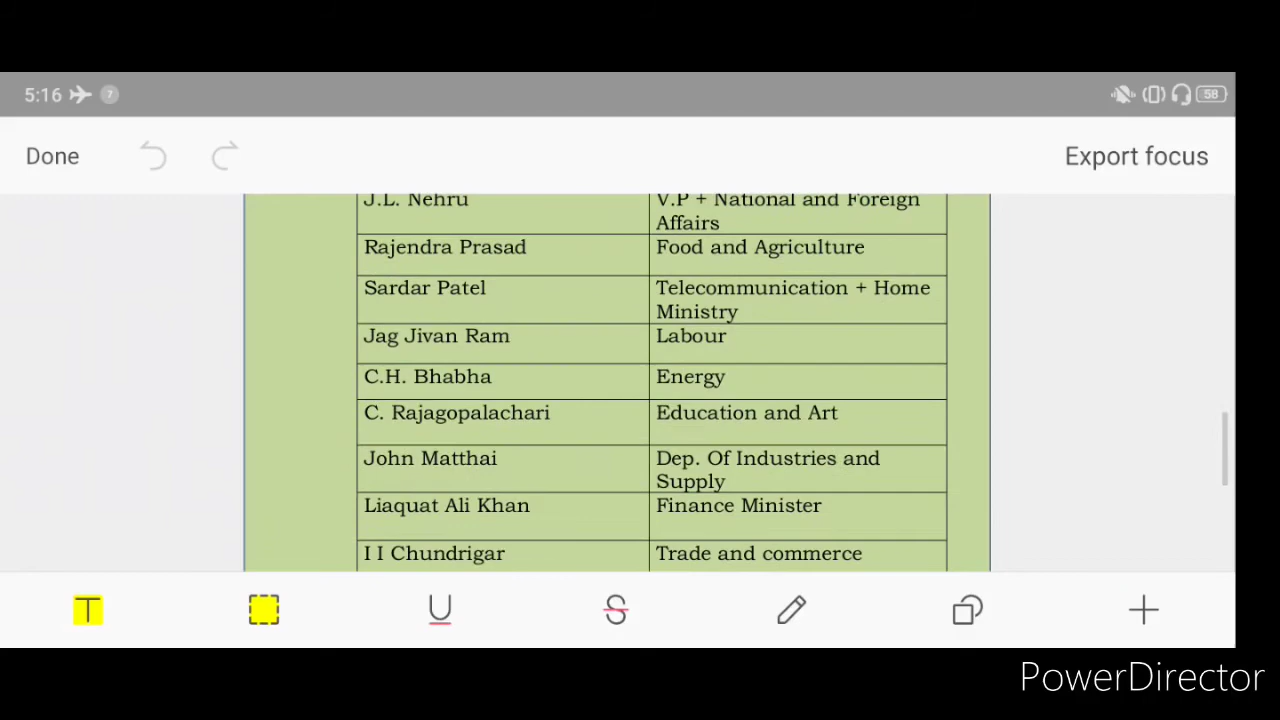 5:16 7 58
Done Export focus
J.L. Nehru V.P + National and Foreign
Affairs
Rajendra Prasad Food and Agriculture
Sardar Patel Telecommunication + Home
Ministry
Jag Jivan Ram Labour
C.H. Bhabha Energy
C. Rajagopalachari Education and Art
John Matthai Dep. Of Industries and
Supply
Liaquat Ali Khan Finance Minister
I I Chundrigar Trade and commerce
T U S
PowerDirector